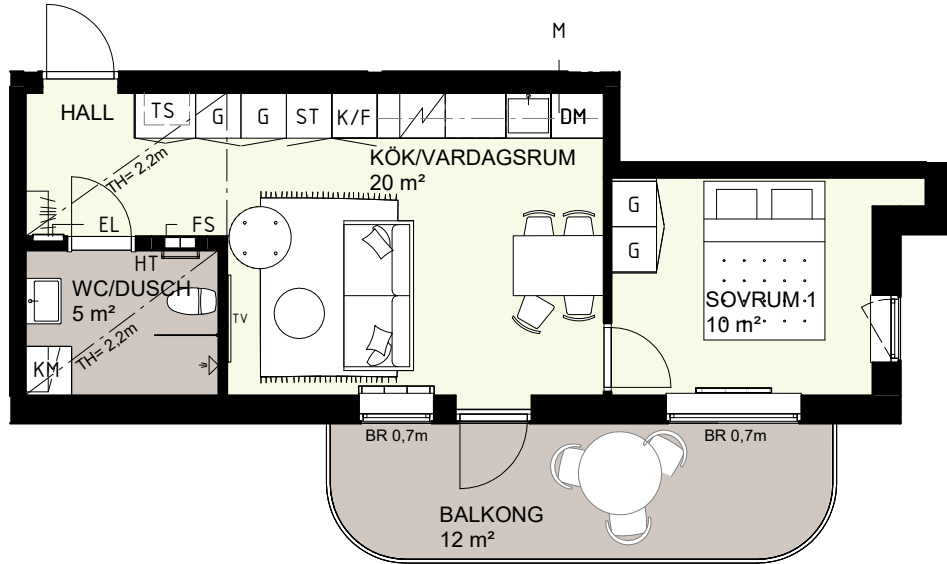 M
HALL
TS
G
G
ST
K/F
DM
KÖK/VARDAGSRUM
20 m²
TH= 2,2m
EL
FS
G
G
HT
WC/DUSCH
5 m²
TV
SOVRUM 1
10 m²
TH= 2,2m
KM
BR 0,7m
BR 0,7m
BALKONG
12 m²